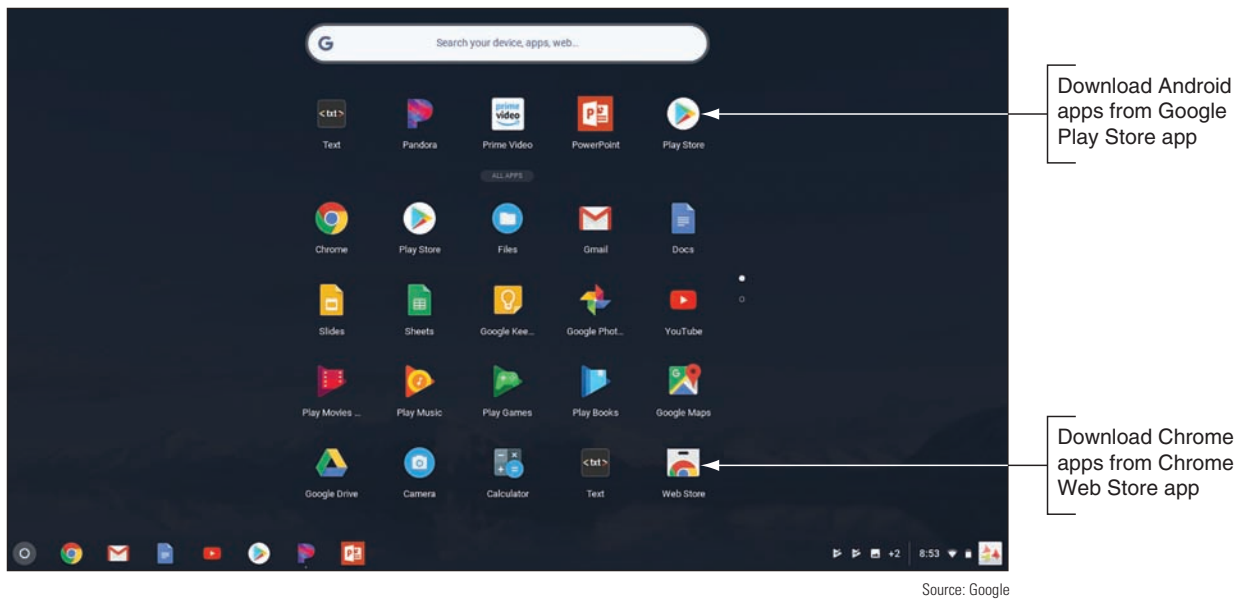 Search your device, apps, web...
<txt>
prime
video
Text Pandora Prime Video PowerPoint Play Store
ALL APPS
Chrome Play Store Files Gmail Docs
Slides Sheets Google Kee... Google Phot... YouTube
Play Movies ... Play Music Play Games Play Books Google Maps
<txt>
Google Drive Camera Calculator Text Web Store
+2 8:53
Download Android
apps from Google
Play Store app
Download Chrome
apps from Chrome
Web Store app
Source: Google